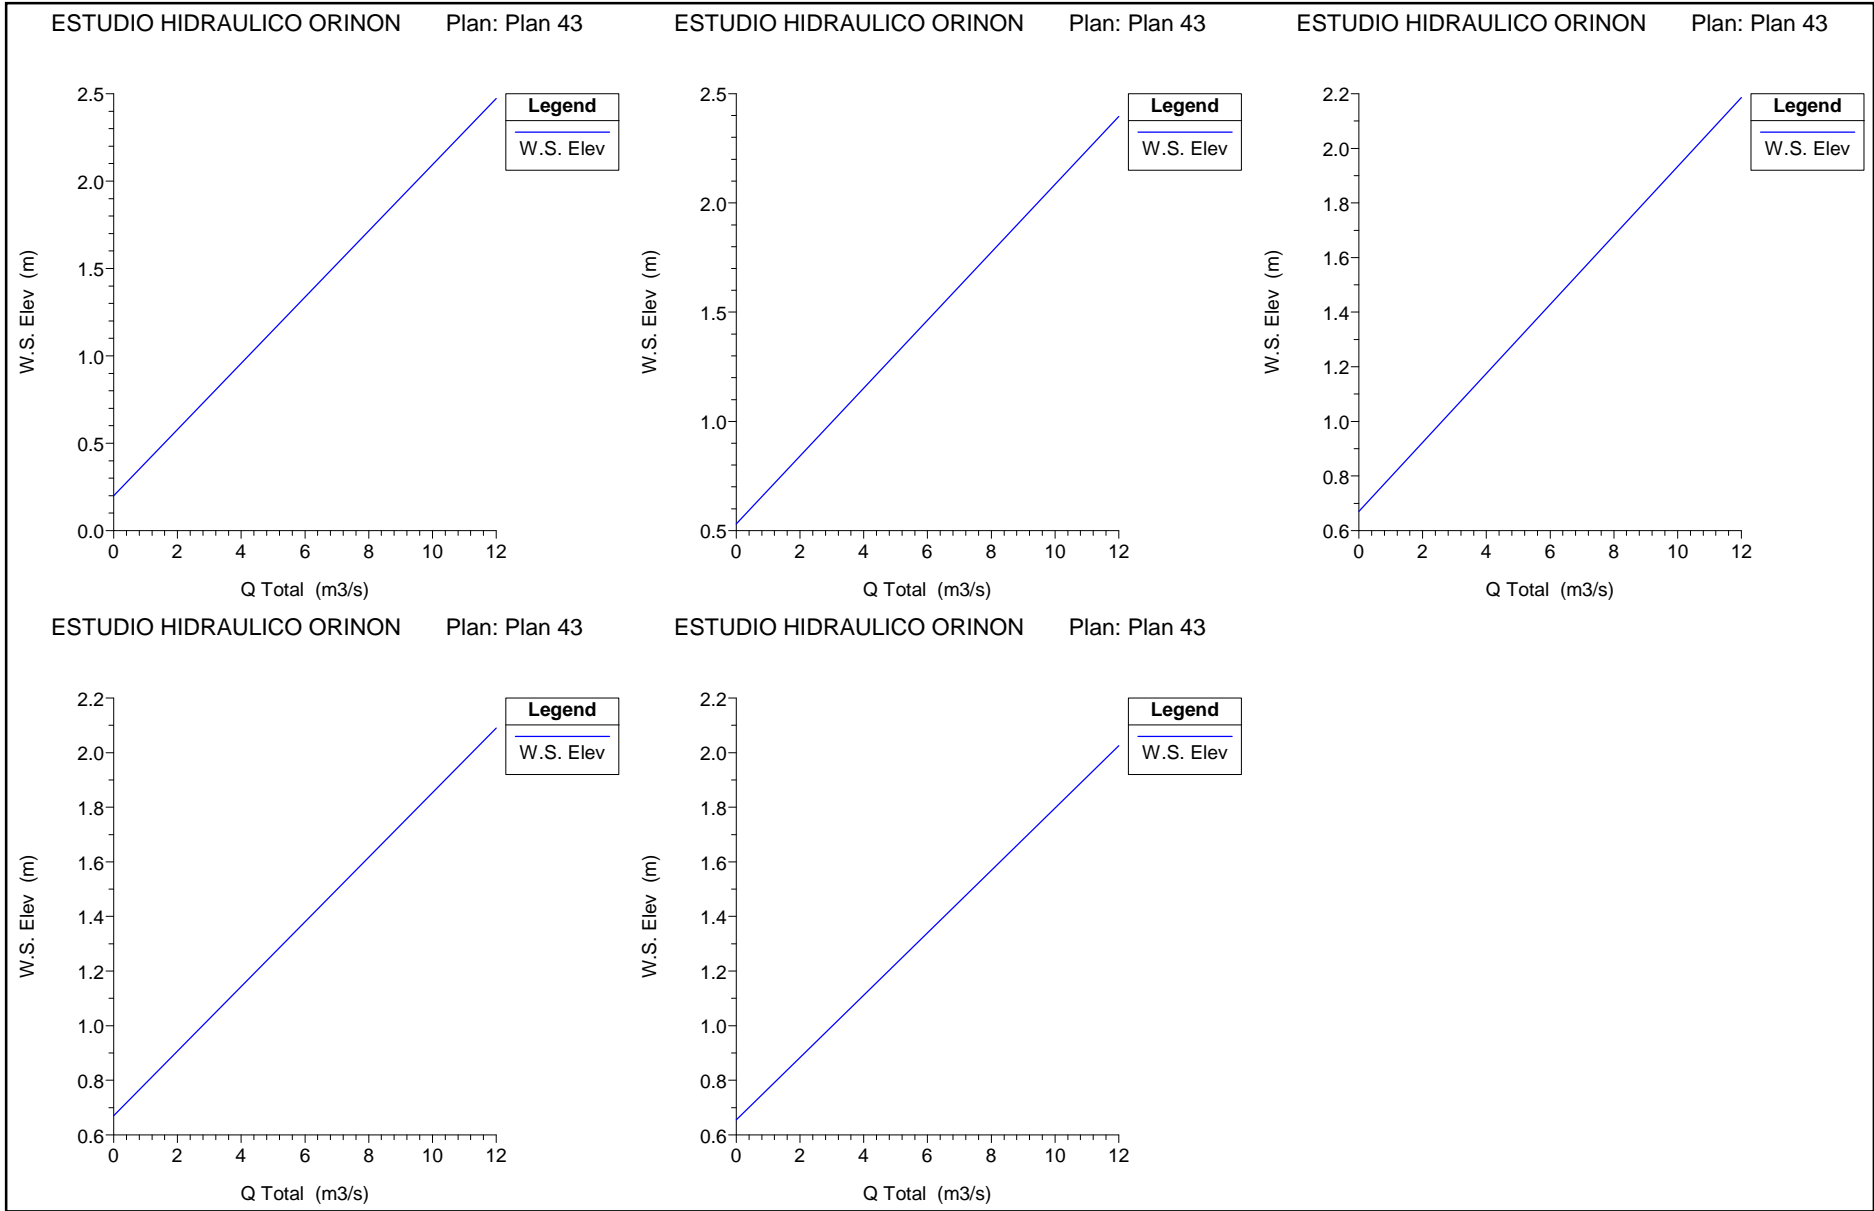 ESTUDIO HIDRAULICO ORINON Plan: Plan 43
2.5
2.0
1.5
1.0
0.5
0.0
W.S. Elev (m)
0 2 4 6 8 10 12
Q Total (m3/s)
Legend
W.S. Elev
ESTUDIO HIDRAULICO ORINON Plan: Plan 43
2.5
2.0
1.5
1.0
0.5
W.S. Elev (m)
0 2 4 6 8 10 12
Q Total (m3/s)
Legend
W.S. Elev
ESTUDIO HIDRAULICO ORINON Plan: Plan 43
2.2
2.0
1.8
1.6
1.4
1.2
1.0
0.8
0.6
W.S. Elev (m)
0 2 4 6 8 10 12
Q Total (m3/s)
Legend
W.S. Elev
ESTUDIO HIDRAULICO ORINON Plan: Plan 43
2.2
2.0
1.8
1.6
1.4
1.2
1.0
0.8
0.6
W.S. Elev (m)
0 2 4 6 8 10 12
Q Total (m3/s)
Legend
W.S. Elev
ESTUDIO HIDRAULICO ORINON Plan: Plan 43
2.2
2.0
1.8
1.6
1.4
1.2
1.0
0.8
0.6
W.S. Elev (m)
0 2 4 6 8 10 12
Q Total (m3/s)
Legend
W.S. Elev